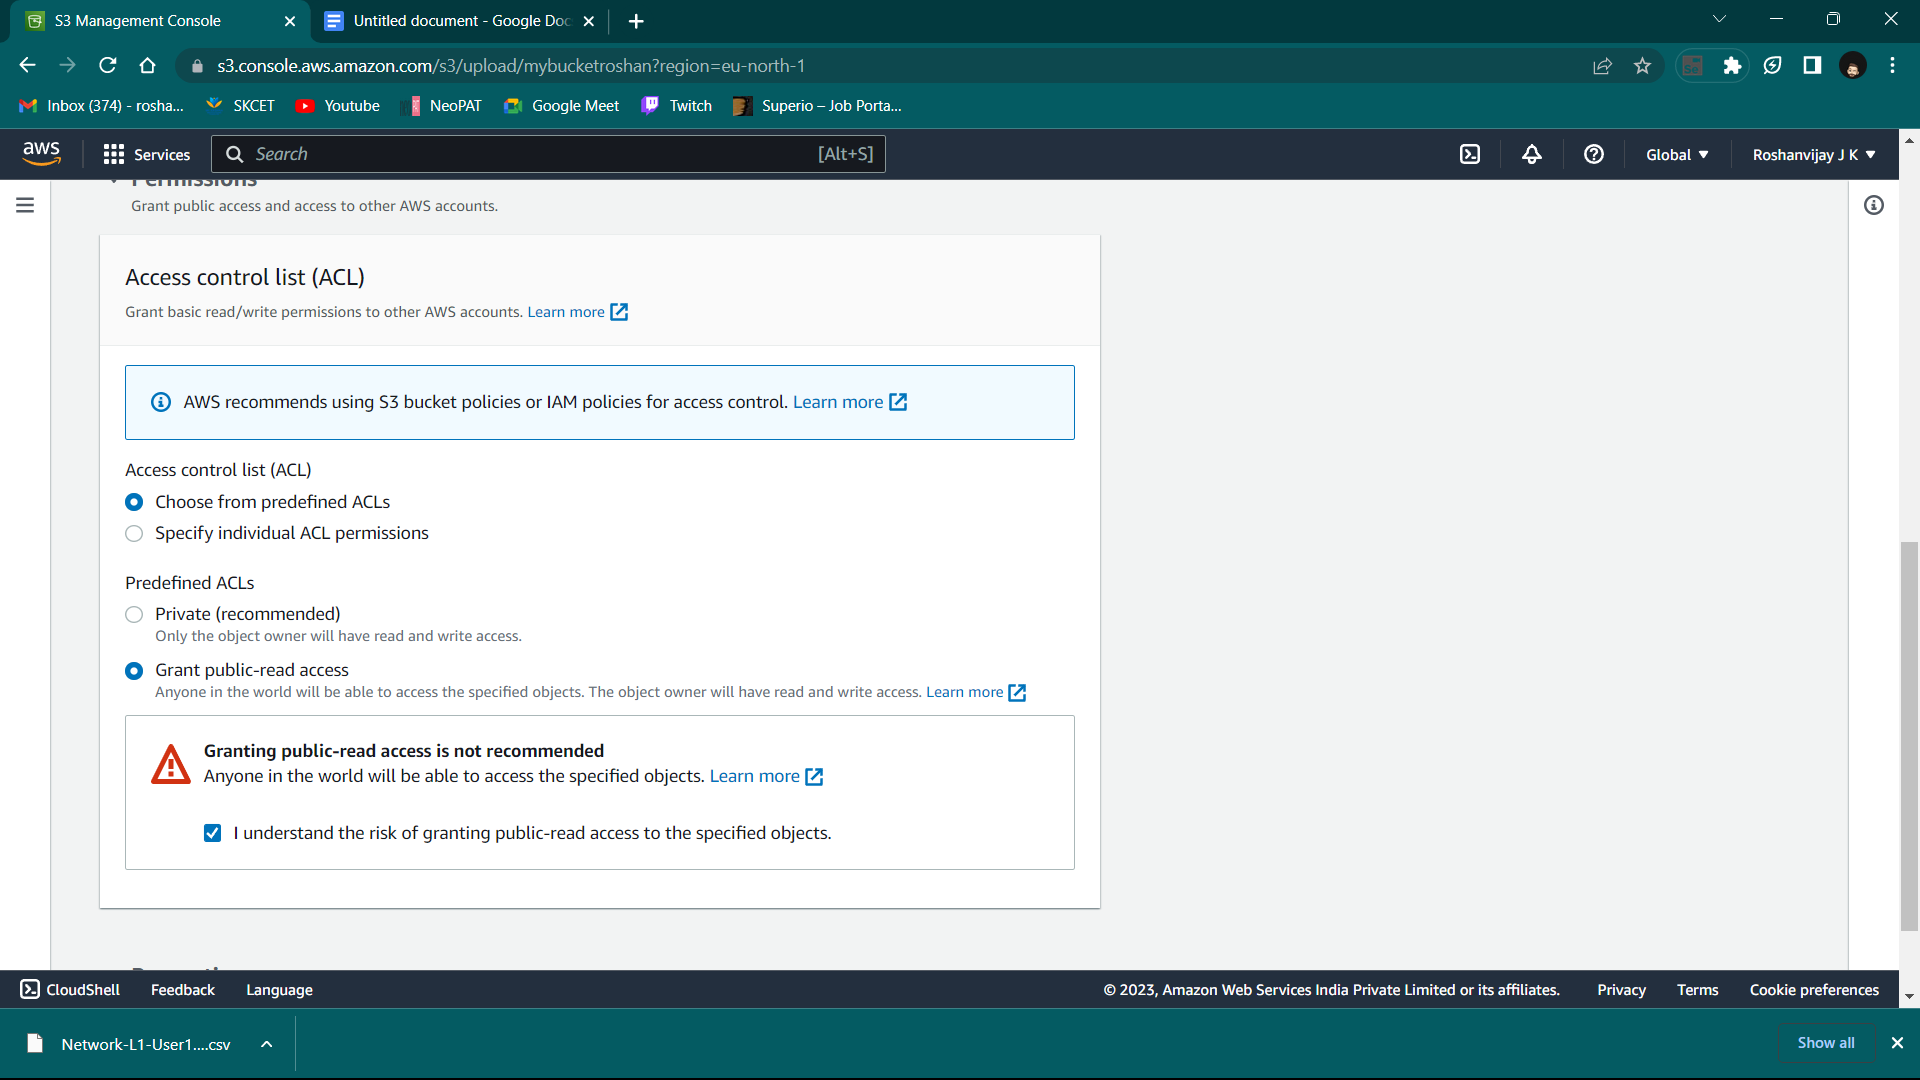 S3 Management Console
Untitled document - Google Doc
s3.console.aws.amazon.com/s3/upload/mybucketroshan?region=eu-north-1
Inbox (374) - rosha... SKCET Youtube NeoPAT Google Meet Twitch Superio – Job Porta...
aws Services Search [Alt+S] Global Roshanvijay J K
Permissions
Grant public access and access to other AWS accounts.
Access control list (ACL)
Grant basic read/write permissions to other AWS accounts. Learn more
AWS recommends using S3 bucket policies or IAM policies for access control. Learn more
Access control list (ACL)
Choose from predefined ACLs
Specify individual ACL permissions
Predefined ACLs
Private (recommended)
Only the object owner will have read and write access.
Grant public-read access
Anyone in the world will be able to access the specified objects. The object owner will have read and write access. Learn more
Granting public-read access is not recommended
Anyone in the world will be able to access the specified objects. Learn more
I understand the risk of granting public-read access to the specified objects.
CloudShell Feedback Language © 2023, Amazon Web Services India Private Limited or its affiliates. Privacy Terms Cookie preferences
Network-L1-User1....csv Show all